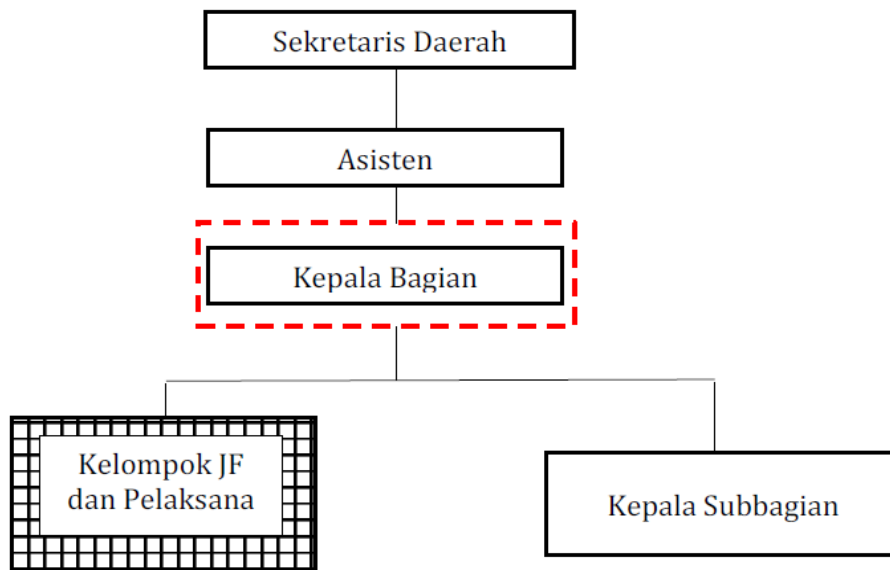 Sekretaris Daerah
Asisten
Kepala Bagian
Kelompok JF
dan Pelaksana
Kepala Subbagian